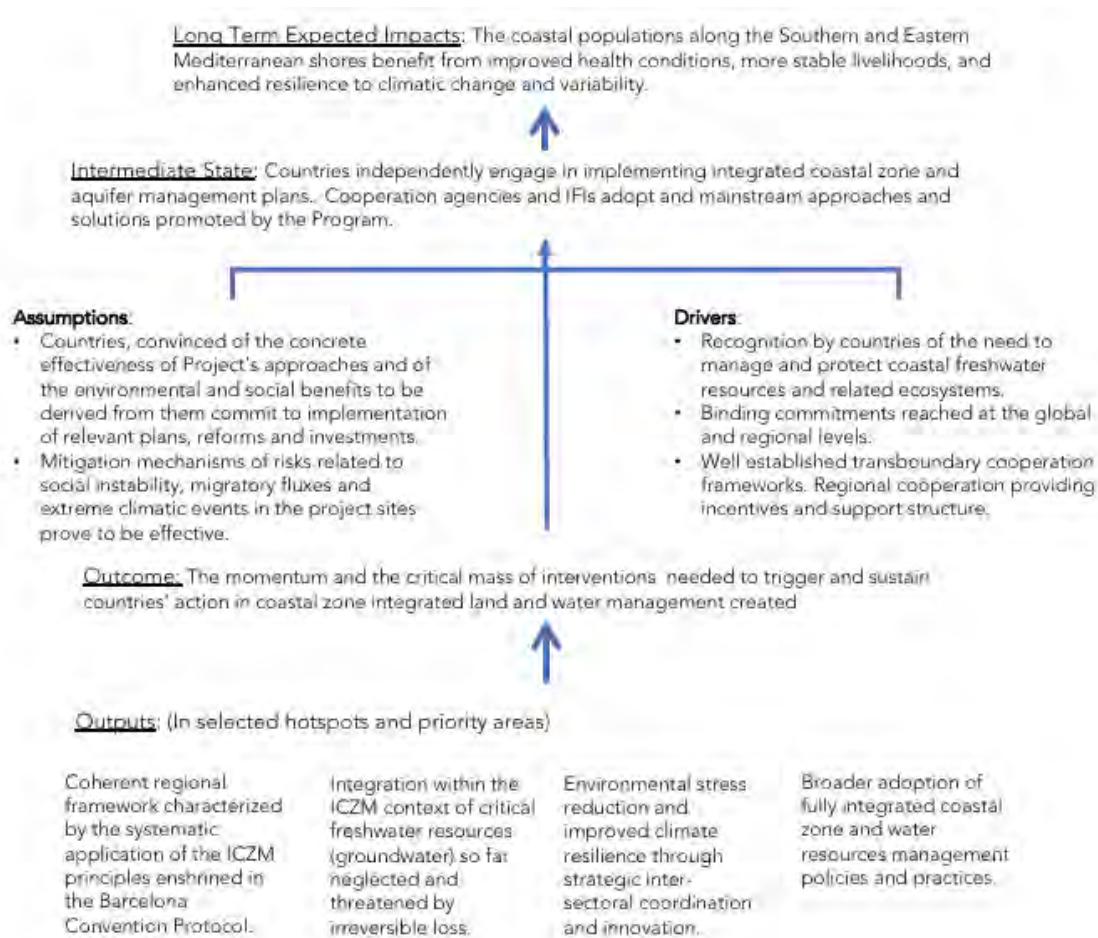 Long Term Expected Impacts: The coastal populations along the Southern and Eastern
Mediterranean shores benefit from improved health conditions, more stable livelihoods, and
enhanced resilience to climatic change and variability.
Intermediate State: Countries independently engage in implementing integrated coastal zone and
aquifer management plans.. Cooperation agencies and IFIs adopt and mainstream approaches and
solutions promoted by the Program.
Assumptions:
• Countries, convinced of the concrete
effectiveness of Project's approaches and of
the environmental and social benefits to be
derived from them commit to implementation
of relevant plans, reforms and investments.
• Mitigation mechanisms of risks related to
social instability, migratory fluxes and
extreme climatic events in the project sites
prove to be effective.
Drivers:
• Recognition by countries of the need to
manage and protect coastal freshwater
resources and related ecosystems.
• Binding commitments reached at the global
and regional levels.
• Well established transboundary cooperation
frameworks. Regional cooperation providing
incentives and support structure.
Outcome: The momentum and the critical mass of interventions needed to trigger and sustain
countries' action in coastal zone integrated land and water management created
Outputs: (In selected hotspots and priority areas)
Coherent regional
framework characterized
by the systematic
application of the ICZM
principles enshrined in
the Barcelona
Convention Protocol.
Integration within the
ICZM context of critical
freshwater resources
(groundwater) so far
neglected and
threatened by
irreversible loss.
Environmental stress
reduction and
improved climate
resilience through
strategic inter-
sectoral coordination
and innovation.
Broader adoption of
fully integrated coastal
zone and water
resources management
policies and practices.